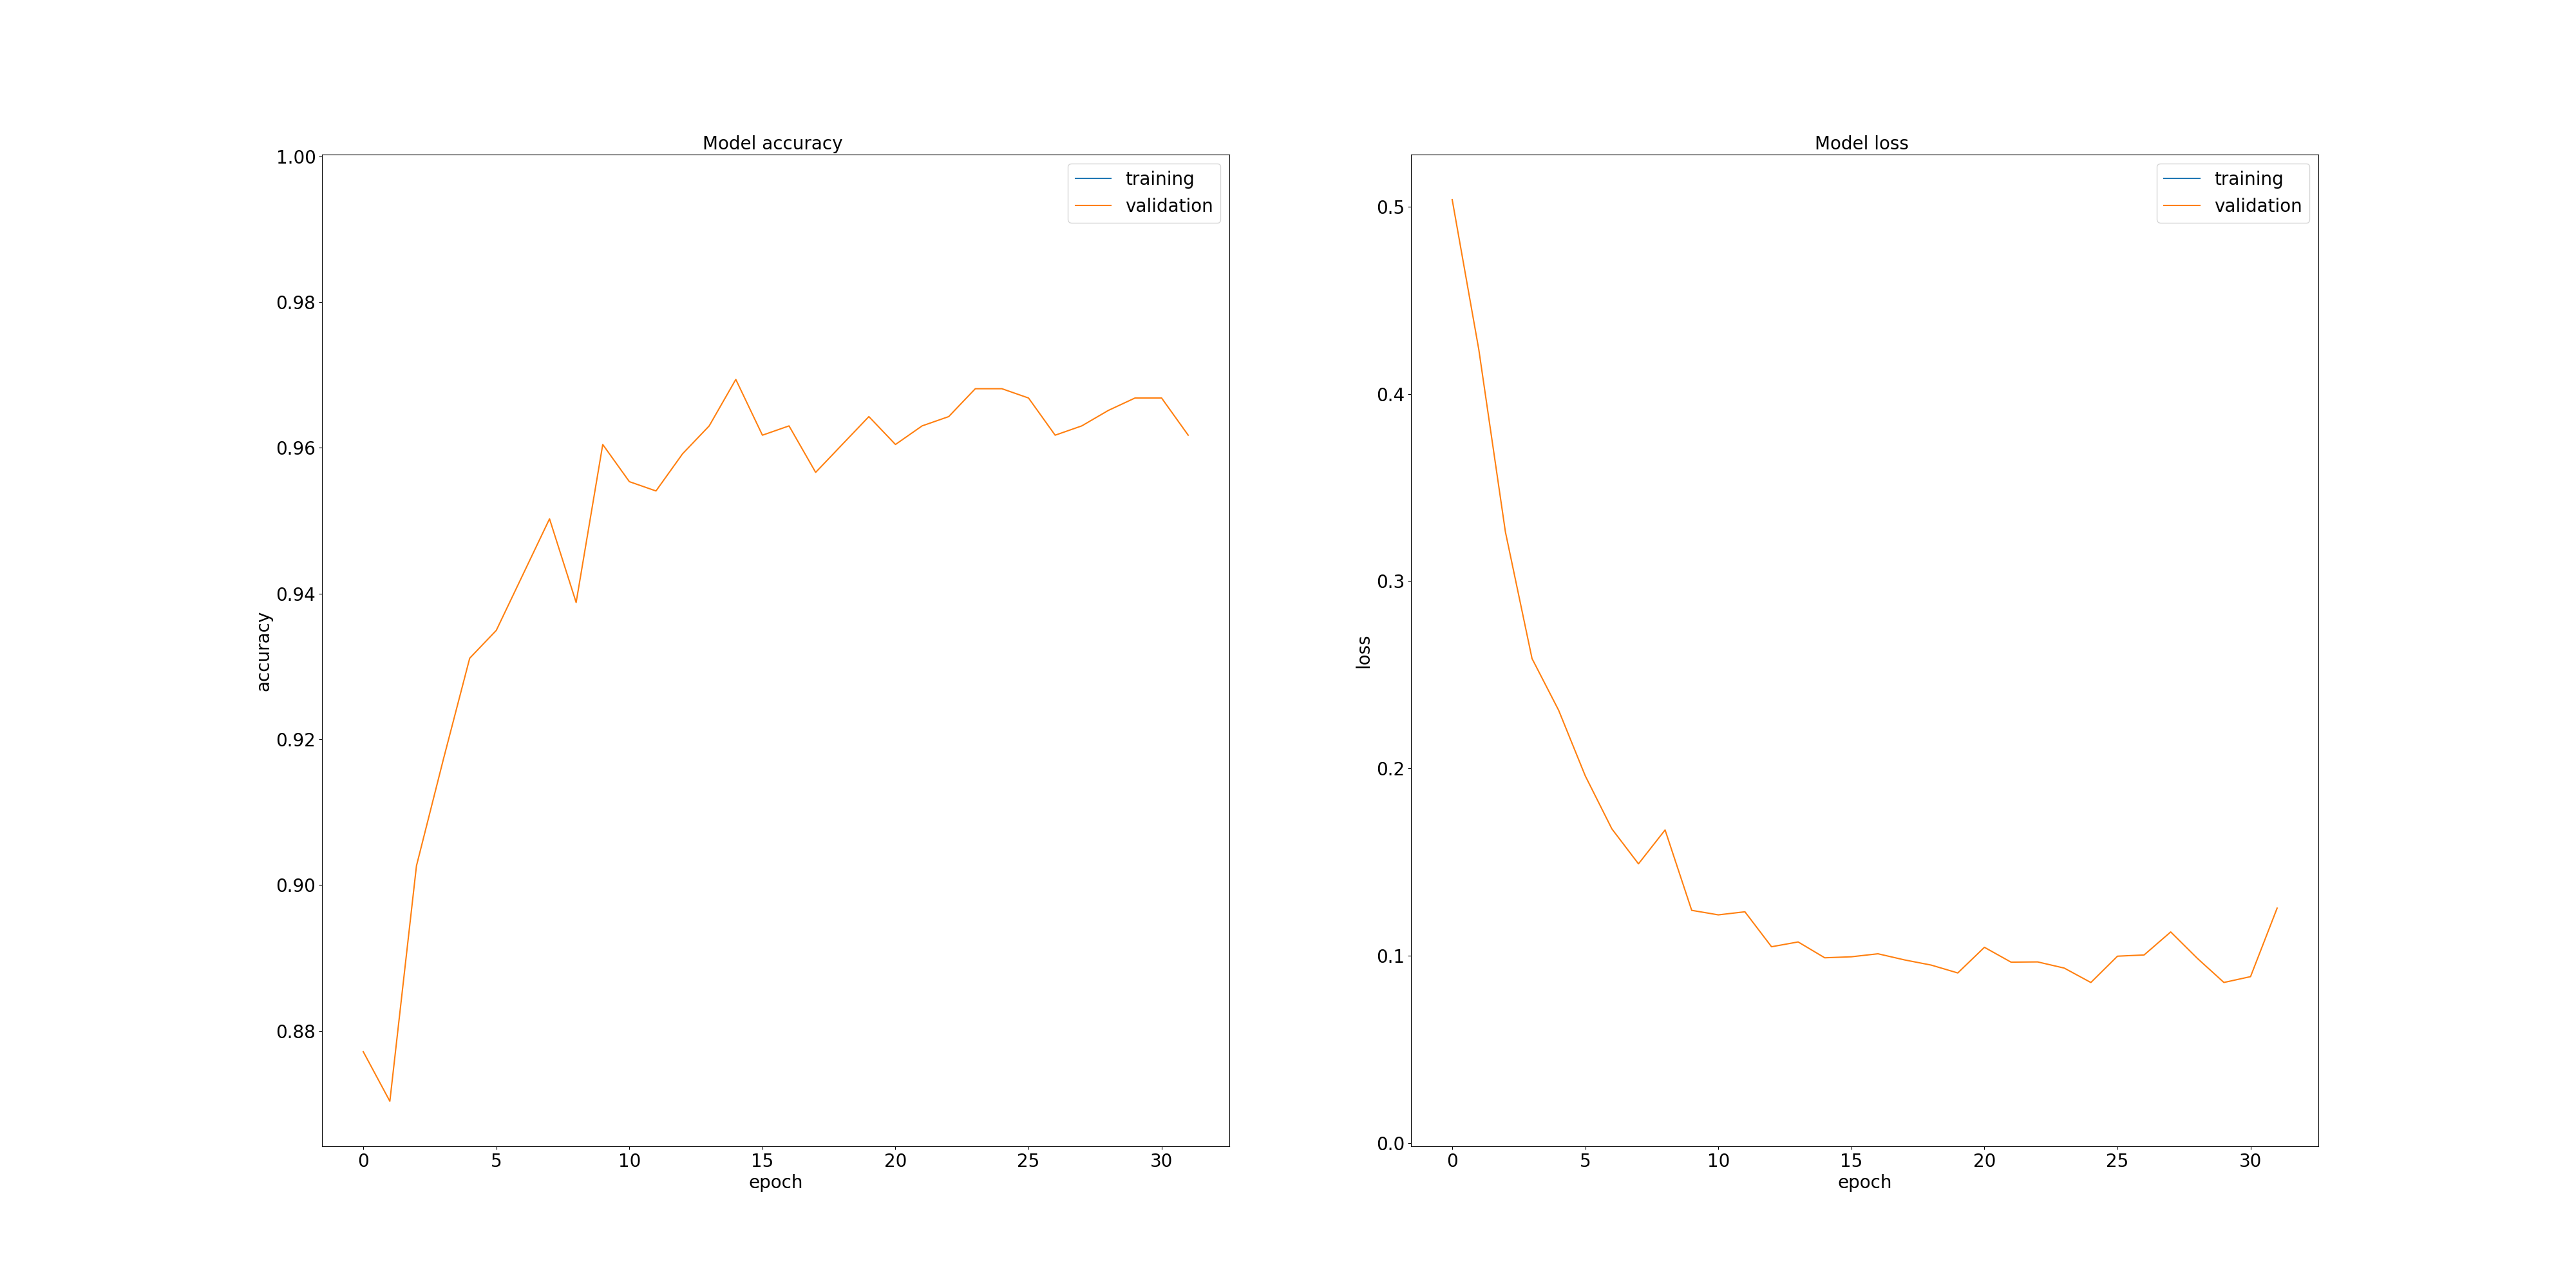 Model accuracy
1.00
0.98
0.96
0.94
0.92
0.90
0.88
accuracy
training
validation
0 5 10 15 20 25 30
epoch
Model loss
0.5
0.4
0.3
0.2
0.1
0.0
loss
training
validation
0 5 10 15 20 25 30
epoch